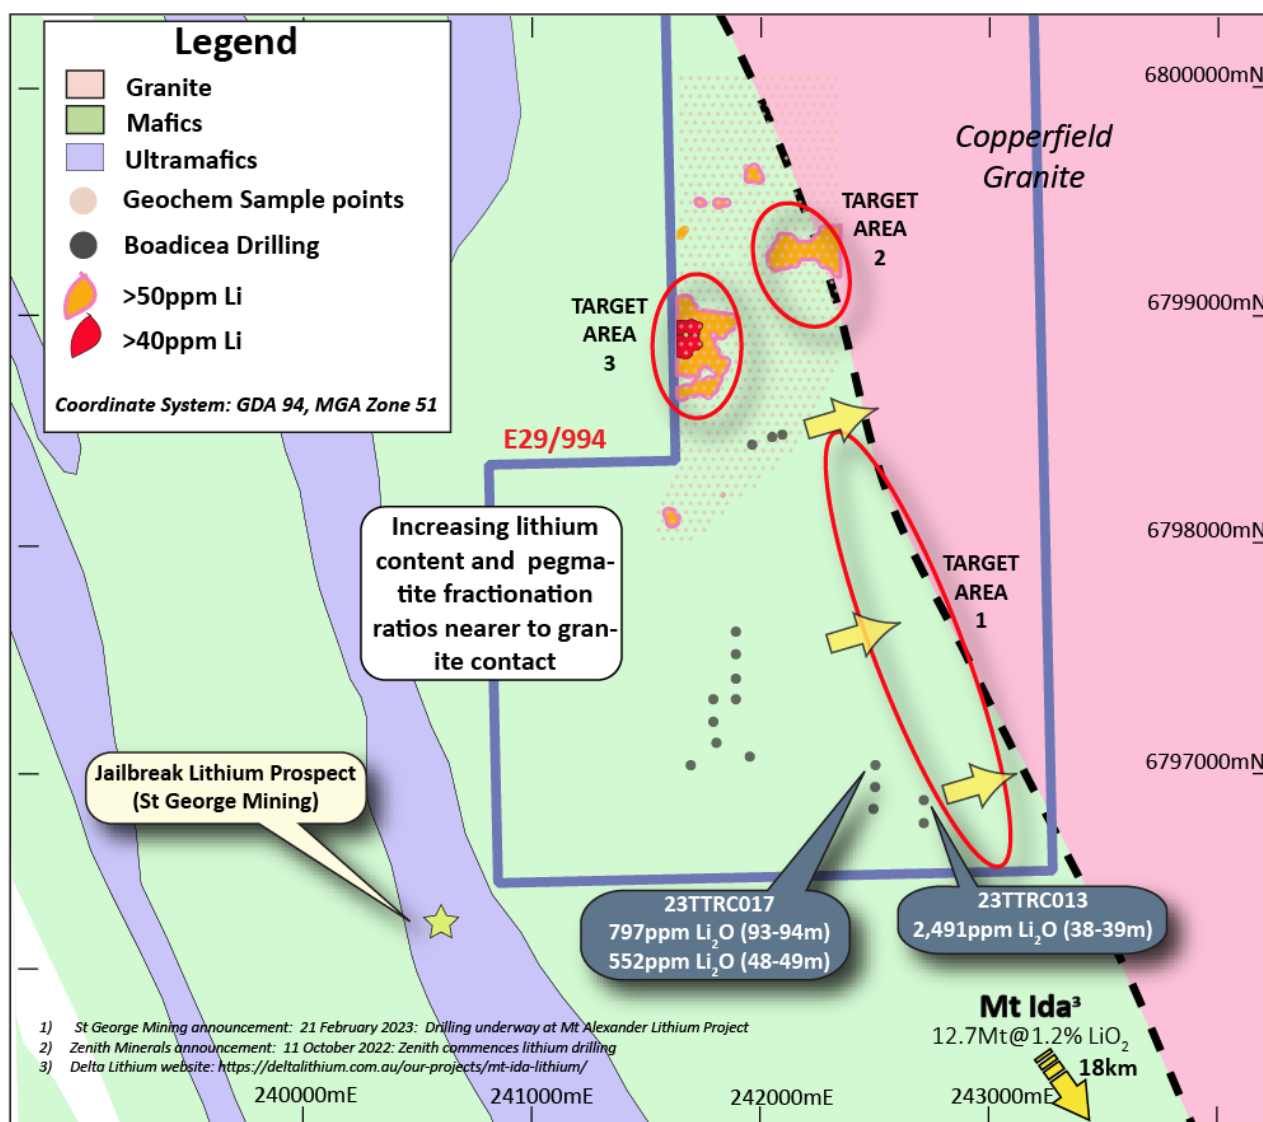 Legend
Granite
Mafics
Ultramafics
Geochem Sample points
Boadicea Drilling
>50ppm Li
>40ppm Li
Coordinate System: GDA 94, MGA Zone 51
6800000mN
Copperfield
Granite
TARGET
AREA
2
6799000mN
TARGET
AREA
3
E29/994
Increasing lithium
content and pegma-
tite fractionation
ratios nearer to gran-
ite contact
6798000mN
TARGET
AREA
1
6797000mN
Jailbreak Lithium Prospect
(St George Mining)
23TTRC017
797ppm Li₂O (93-94m)
552ppm Li₂O (48-49m)
23TTRC013
2,491ppm Li₂O (38-39m)
Mt Ida³
12.7Mt@1.2% LiO₂
18km
1) St George Mining announcement: 21 February 2023: Drilling underway at Mt Alexander Lithium Project
2) Zenith Minerals announcement: 11 October 2022: Zenith commences lithium drilling
3) Delta Lithium website: https://deltalithium.com.au/our-projects/mt-ida-lithium/
240000mE
241000mE
242000mE
243000mE